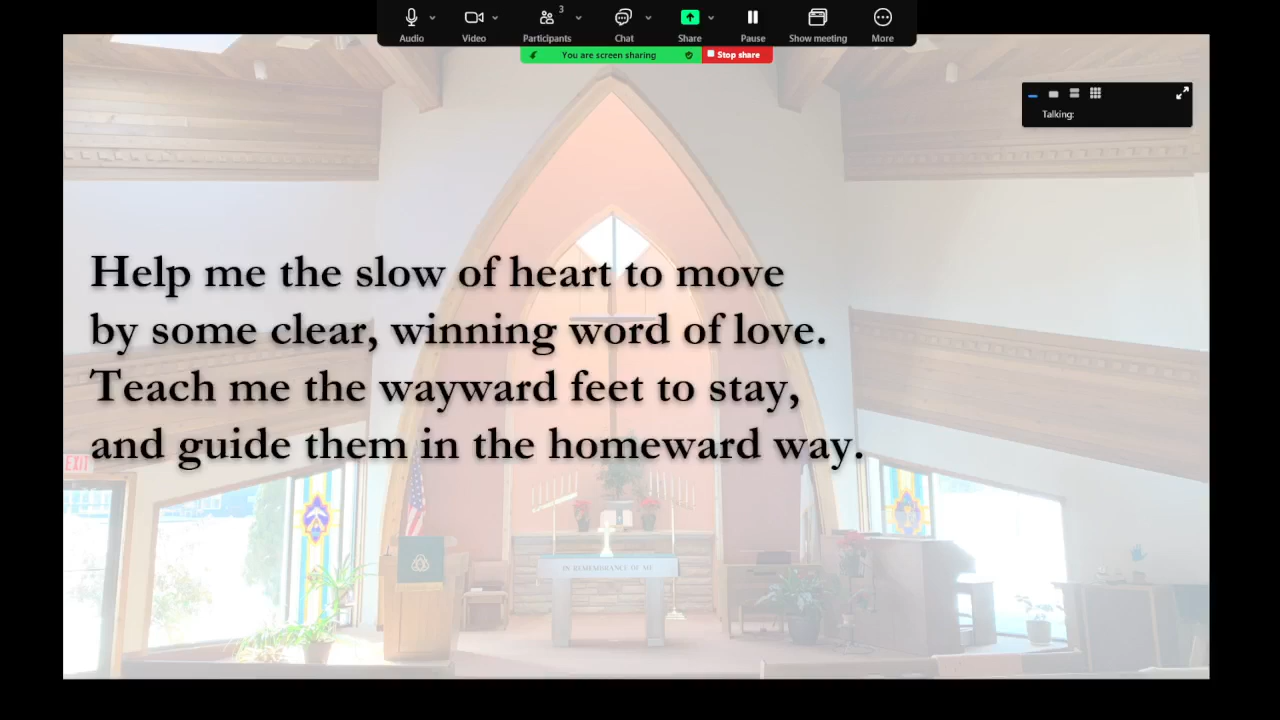 3
Audio
Video
Participants
Chat
Share
Pause
Show meeting
More
You are screen sharing
Stop share
Talking:
Help me the slow of heart to move
by some clear, winning word of love.
Teach me the wayward feet to stay,
and guide them in the homeward way.
EXIT
IN REMEMBRANCE OF ME